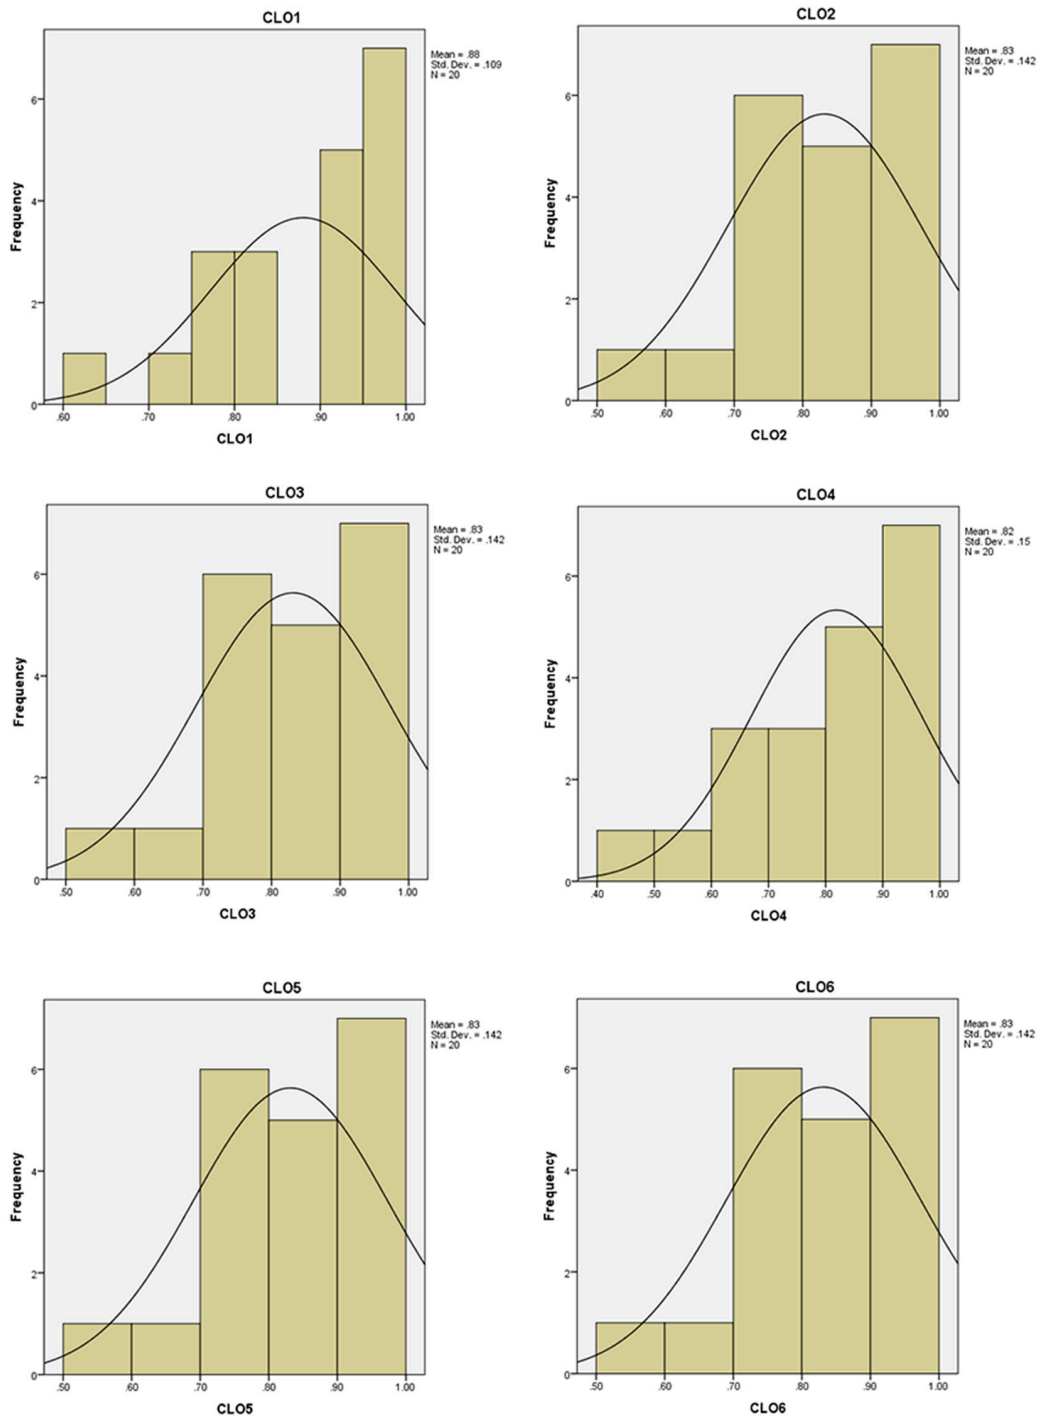 CLO1
Mean = .88
Std. Dev. = .109
N = 20
Frequency
6
4
2
0
.60 .70 .80 .90 1.00
CLO1
CLO2
Mean = .83
Std. Dev. = .142
N = 20
Frequency
6
4
2
0
.50 .60 .70 .80 .90 1.00
CLO2
CLO3
Mean = .83
Std. Dev. = .142
N = 20
Frequency
6
4
2
0
.50 .60 .70 .80 .90 1.00
CLO3
CLO4
Mean = .82
Std. Dev. = .15
N = 20
Frequency
6
4
2
0
.40 .50 .60 .70 .80 .90 1.00
CLO4
CLO5
Mean = .83
Std. Dev. = .142
N = 20
Frequency
6
4
2
0
.50 .60 .70 .80 .90 1.00
CLO5
CLO6
Mean = .83
Std. Dev. = .142
N = 20
Frequency
6
4
2
0
.50 .60 .70 .80 .90 1.00
CLO6